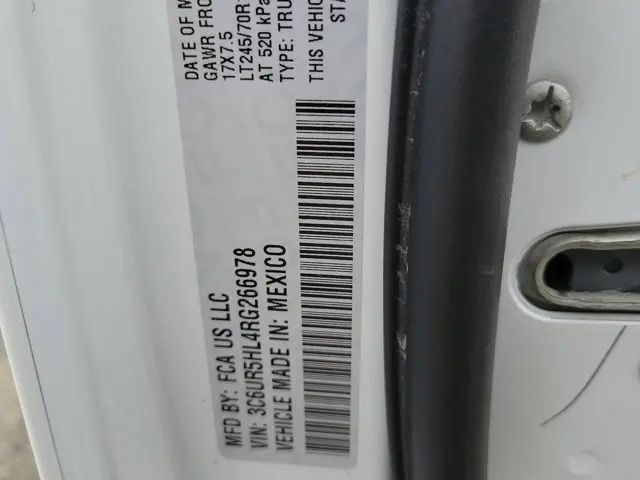 MFD BY: FCA US LLC
VIN: 3C6UR5HL4RG266978
VEHICLE MADE IN: MEXICO
DATE OF M
GAWR FRO
17X7.5
LT245/70R
AT 520 kPa
TYPE: TRU
THIS VEHIC
STA